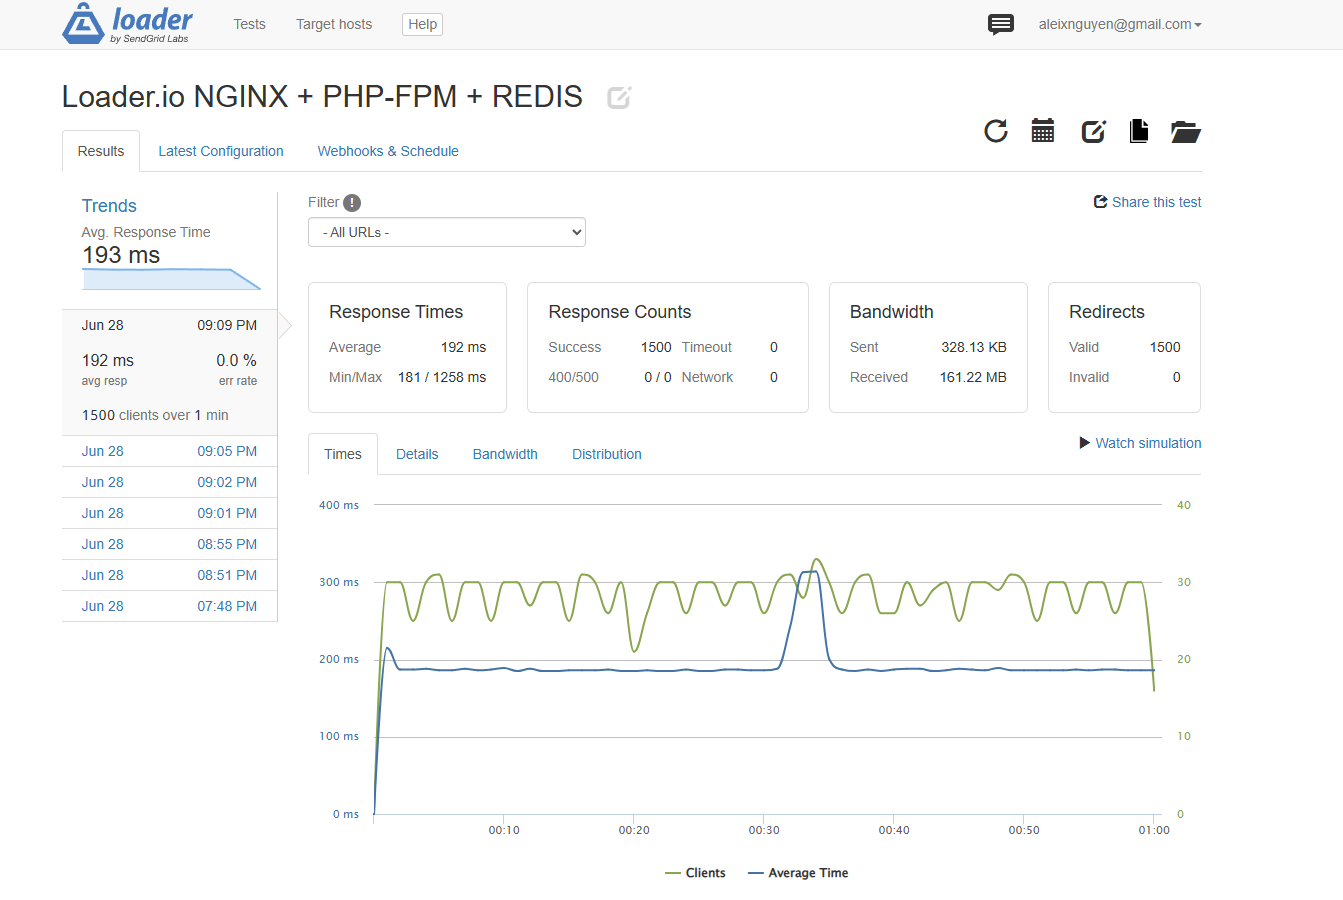 loader
by SendGrid Labs
Tests Target hosts Help
aleixnguyen@gmail.com
Loader.io NGINX + PHP-FPM + REDIS
Results Latest Configuration Webhooks & Schedule
Trends
Avg. Response Time
193 ms
Jun 28 09:09 PM
192 ms 0.0 %
avg resp err rate
1500 clients over 1 min
Jun 28 09:05 PM
Jun 28 09:02 PM
Jun 28 09:01 PM
Jun 28 08:55 PM
Jun 28 08:51 PM
Jun 28 07:48 PM
Filter !
Share this test
- All URLs -
Response Times
Average 192 ms
Min/Max 181 / 1258 ms
Response Counts
Success 1500 Timeout 0
400/500 0 / 0 Network 0
Bandwidth
Sent 328.13 KB
Received 161.22 MB
Redirects
Valid 1500
Invalid 0
Times Details Bandwidth Distribution
Watch simulation
400 ms 40
300 ms 30
200 ms 20
100 ms 10
0 ms 0
00:10 00:20 00:30 00:40 00:50 01:00
Clients Average Time